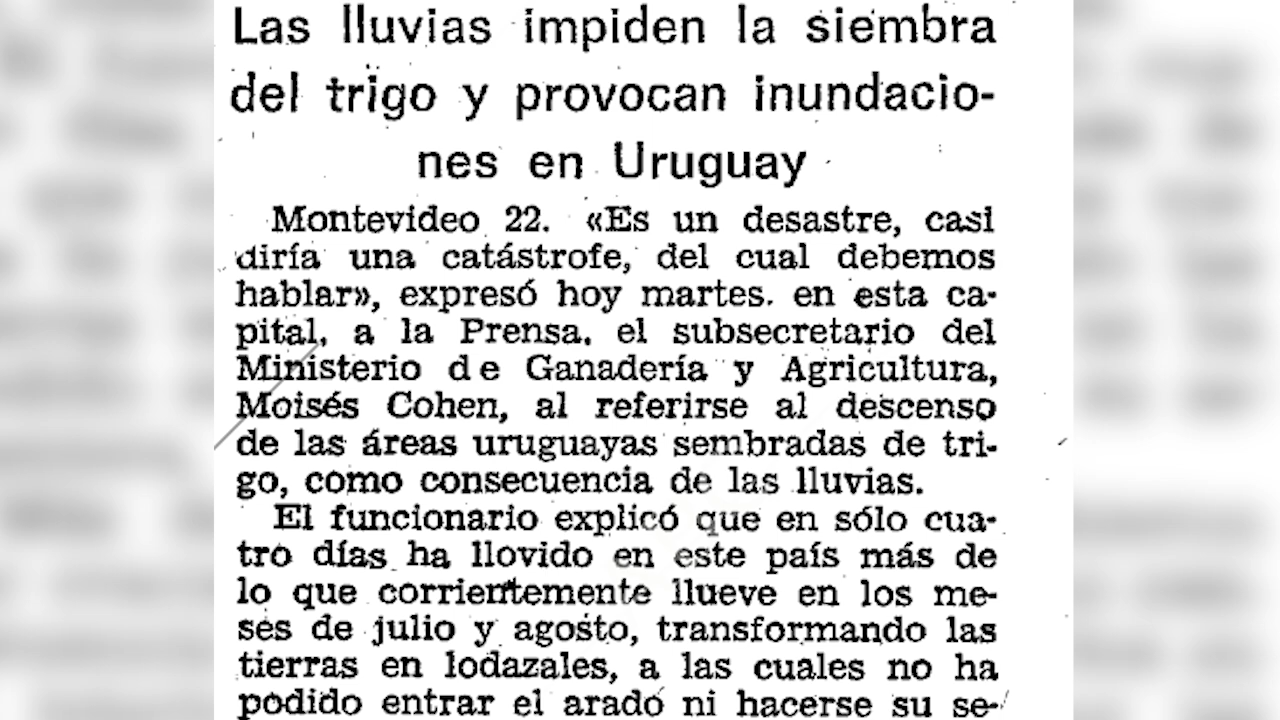 Las lluvias impiden la siembra
del trigo y provocan inundacio-
nes en Uruguay
Montevideo 22. «Es un desastre, casi
diría una catástrofe, del cual debemos
hablar», expresó hoy martes. en esta ca-
pital, a la Prensa. el subsecretario del
Ministerio de Ganadería y Agricultura,
Moisés Cohen, al referirse al descenso
de las áreas uruguayas sembradas de tri-
go, como consecuencia de las lluvias.
El funcionario explicó que en sólo cua-
tro días ha llovido en este país más de
lo que corrientemente llueve en los me-
ses de julio y agosto, transformando las
tierras en lodazales, a las cuales no ha
podido entrar el arado ni hacerse su se-